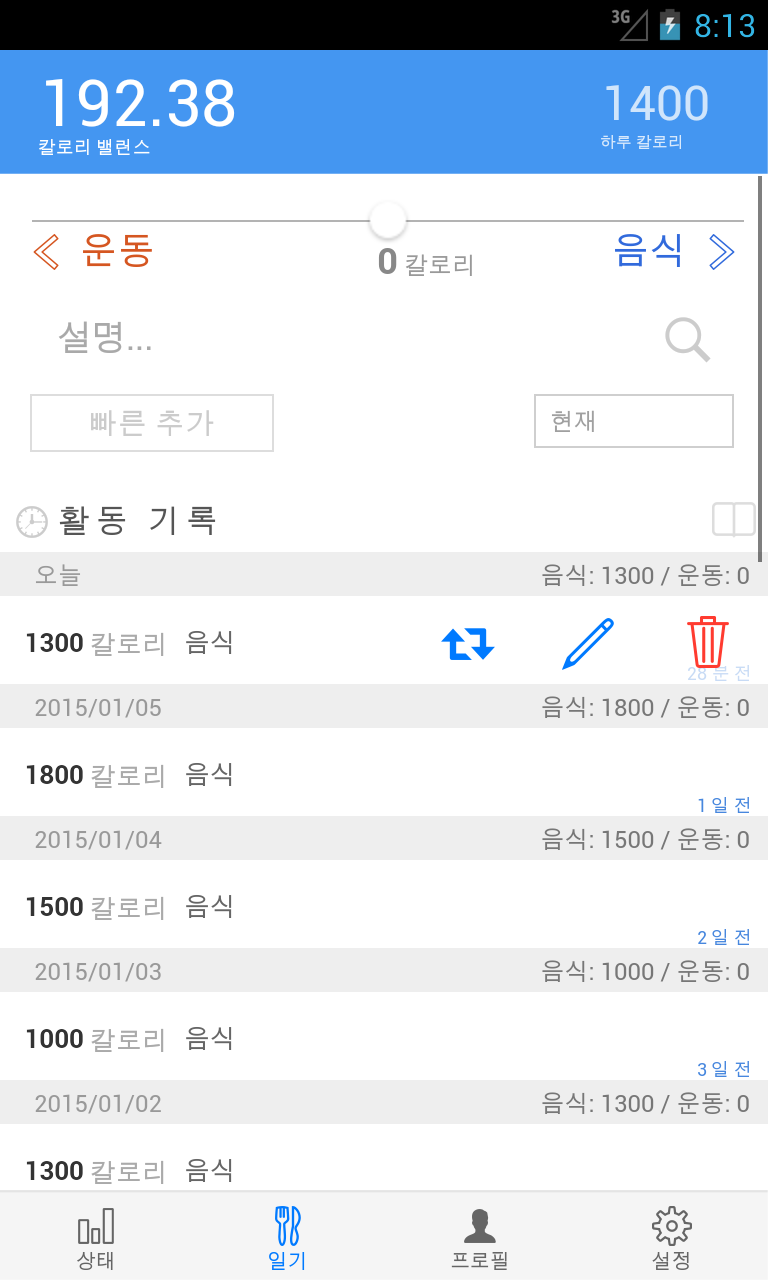 3G 8:13
192.38 1400
칼로리 밸런스 하루 칼로리
운동 음식
0 칼로리
설명...
빠른 추가 현재
활동 기록
오늘 음식: 1300 / 운동: 0
1300 칼로리 음식
28 분 전
2015/01/05 음식: 1800 / 운동: 0
1800 칼로리 음식
1 일 전
2015/01/04 음식: 1500 / 운동: 0
1500 칼로리 음식
2 일 전
2015/01/03 음식: 1000 / 운동: 0
1000 칼로리 음식
3 일 전
2015/01/02 음식: 1300 / 운동: 0
1300 칼로리 음식
상태 일기 프로필 설정